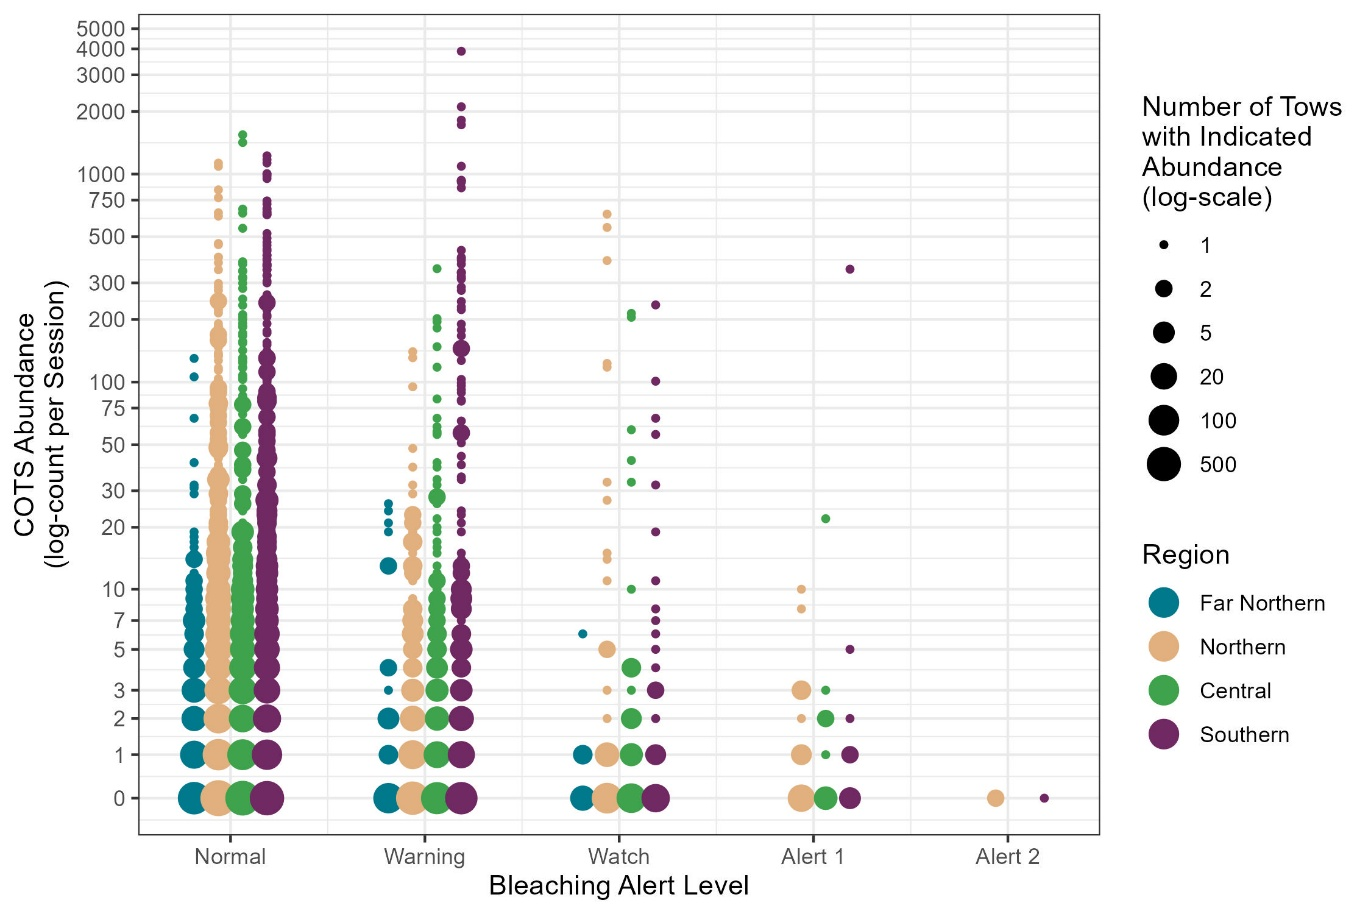 5000
4000
3000
2000
1000
750
500
300
200
100
75
50
30
20
10
7
5
3
2
1
0
COTS Abundance
(log-count per Session)
Normal
Warning
Watch
Alert 1
Alert 2
Bleaching Alert Level
Number of Tows
with Indicated
Abundance
(log-scale)
1
2
5
20
100
500
Region
Far Northern
Northern
Central
Southern